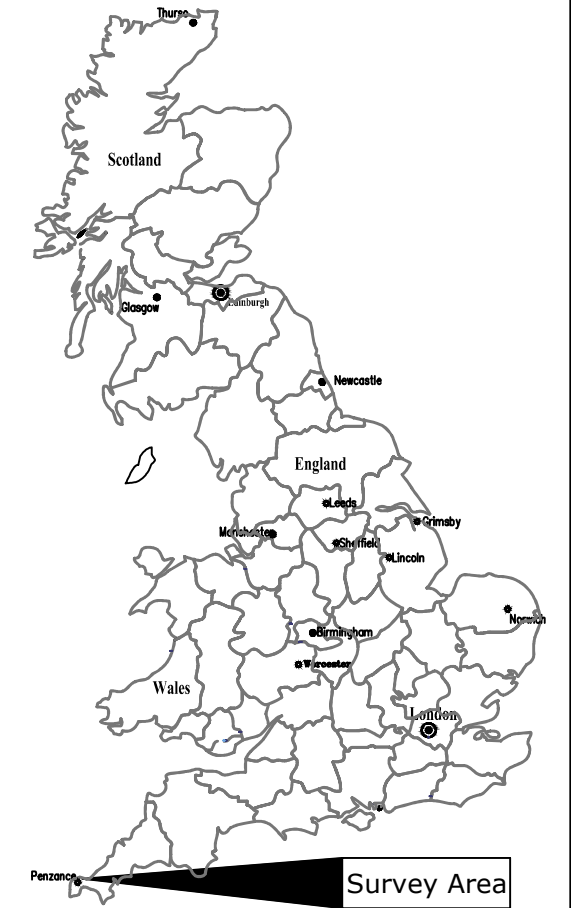 Thurso
Scotland
Glasgow
Edinburgh
Newcastle
England
Leeds
Grimsby
Manchester
Sheffield
Lincoln
Norwich
Birmingham
Worcester
Wales
London
Penzance
Survey Area